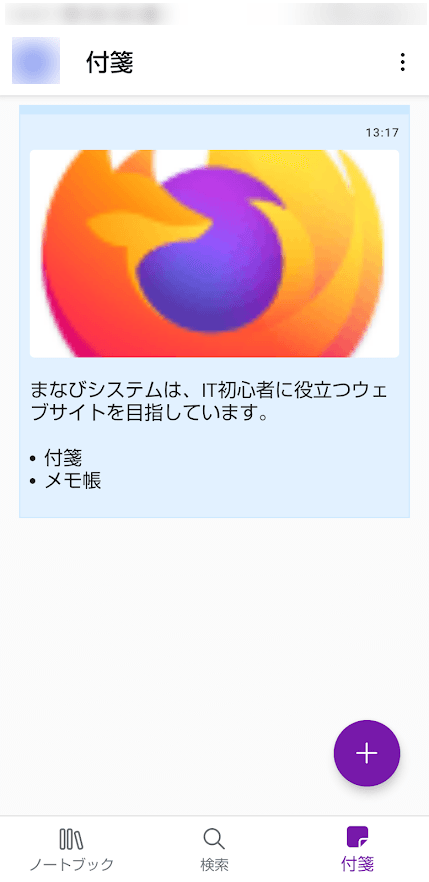 付箋
13:17
まなびシステムは、IT初心者に役立つウェ
ブサイトを目指しています。
• 付箋
• メモ帳
ノートブック
検索
付箋